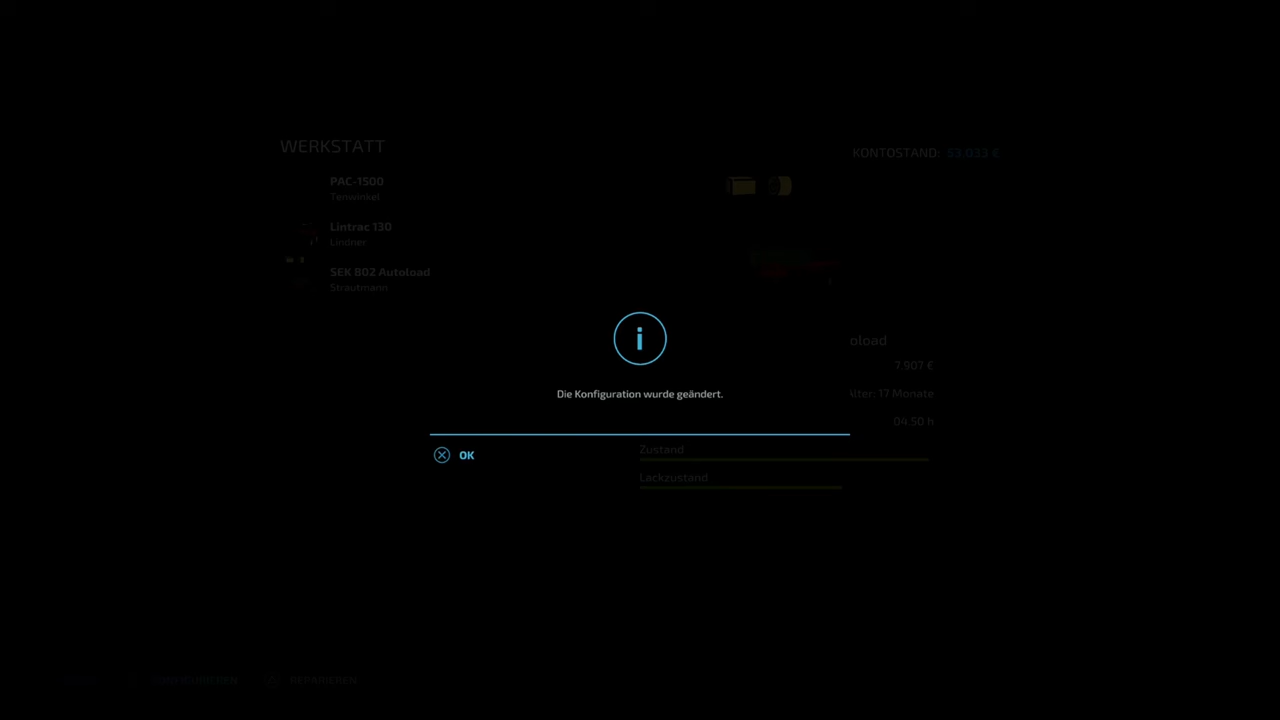 WERKSTATT
KONTOSTAND: 53.033 €
PAC-1500
Tenwinkel
Lintrac 130
Lindner
SEK 802 Autoload
Strautmann
oload
7.907 €
lter: 17 Monate
04:50 h
Die Konfiguration wurde geändert.
OK
Zustand
Lackzustand
KONFIGURIEREN
REPARIEREN